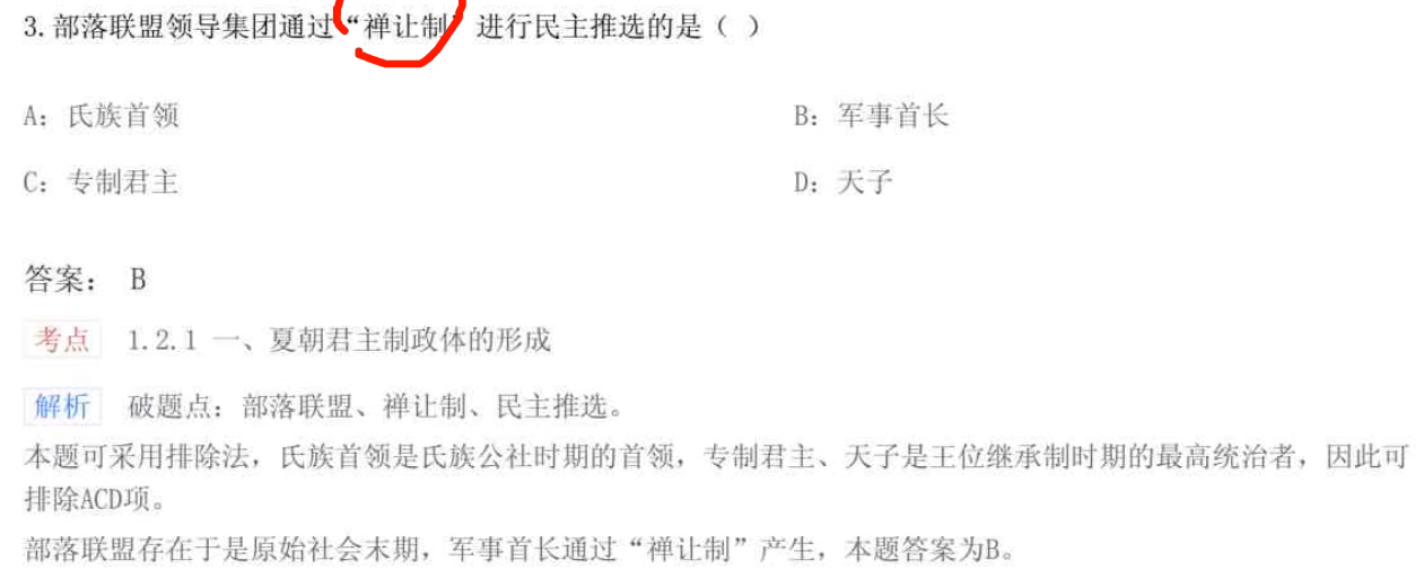 3.部落联盟领导集团通过“禅让制”进行民主推选的是（ ）
A：氏族首领
B：军事首长
C：专制君主
D：天子
答案： B
考点 1.2.1 一、夏朝君主制政体的形成
解析 破题点：部落联盟、禅让制、民主推选。
本题可采用排除法，氏族首领是氏族公社时期的首领，专制君主、天子是王位继承制时期的最高统治者，因此可
排除ACD项。
部落联盟存在于是原始社会末期，军事首长通过“禅让制”产生，本题答案为B。